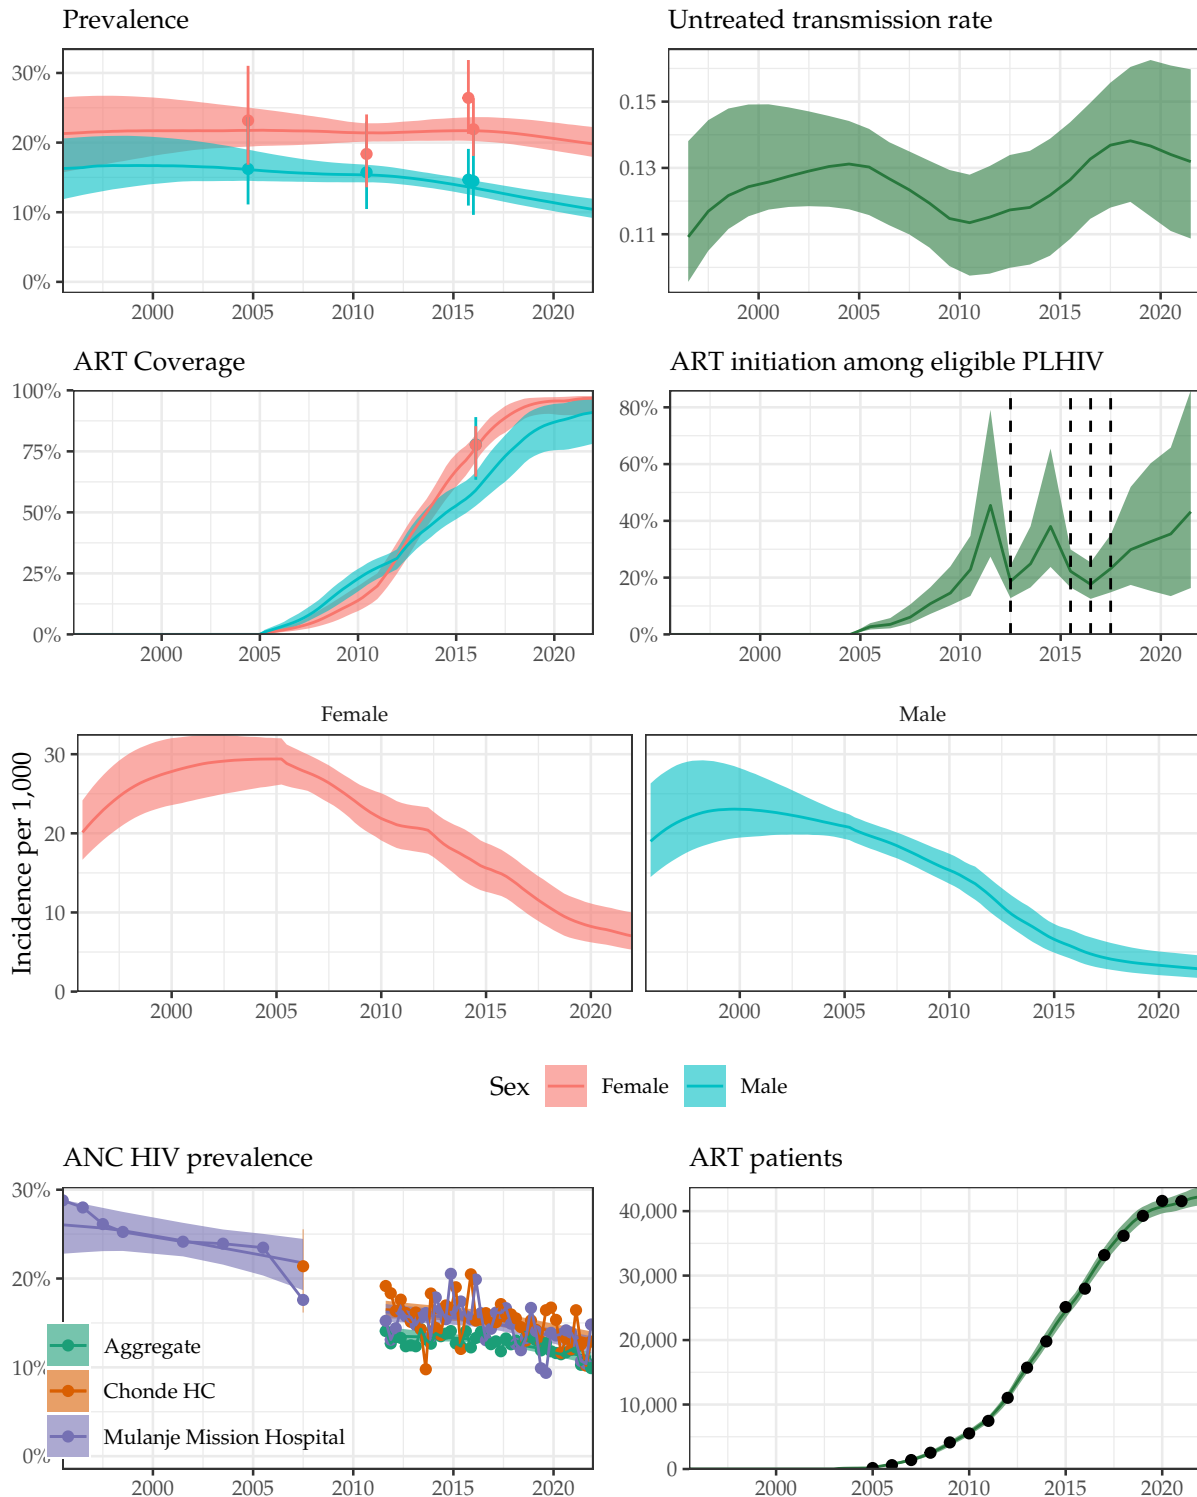 Prevalence
Untreated transmission rate
30%
20%
10%
0%
2000 2005 2010 2015 2020
0.15
0.13
0.11
2000 2005 2010 2015 2020
ART Coverage
ART initiation among eligible PLHIV
100%
75%
50%
25%
0%
2000 2005 2010 2015 2020
80%
60%
40%
20%
0%
2000 2005 2010 2015 2020
Female
Male
Incidence per 1,000
30
20
10
0
2000 2005 2010 2015 2020
2000 2005 2010 2015 2020
Sex Female Male
ANC HIV prevalence
ART patients
30%
20%
10%
0%
Aggregate
Chonde HC
Mulanje Mission Hospital
2000 2005 2010 2015 2020
40,000
30,000
20,000
10,000
0
2000 2005 2010 2015 2020